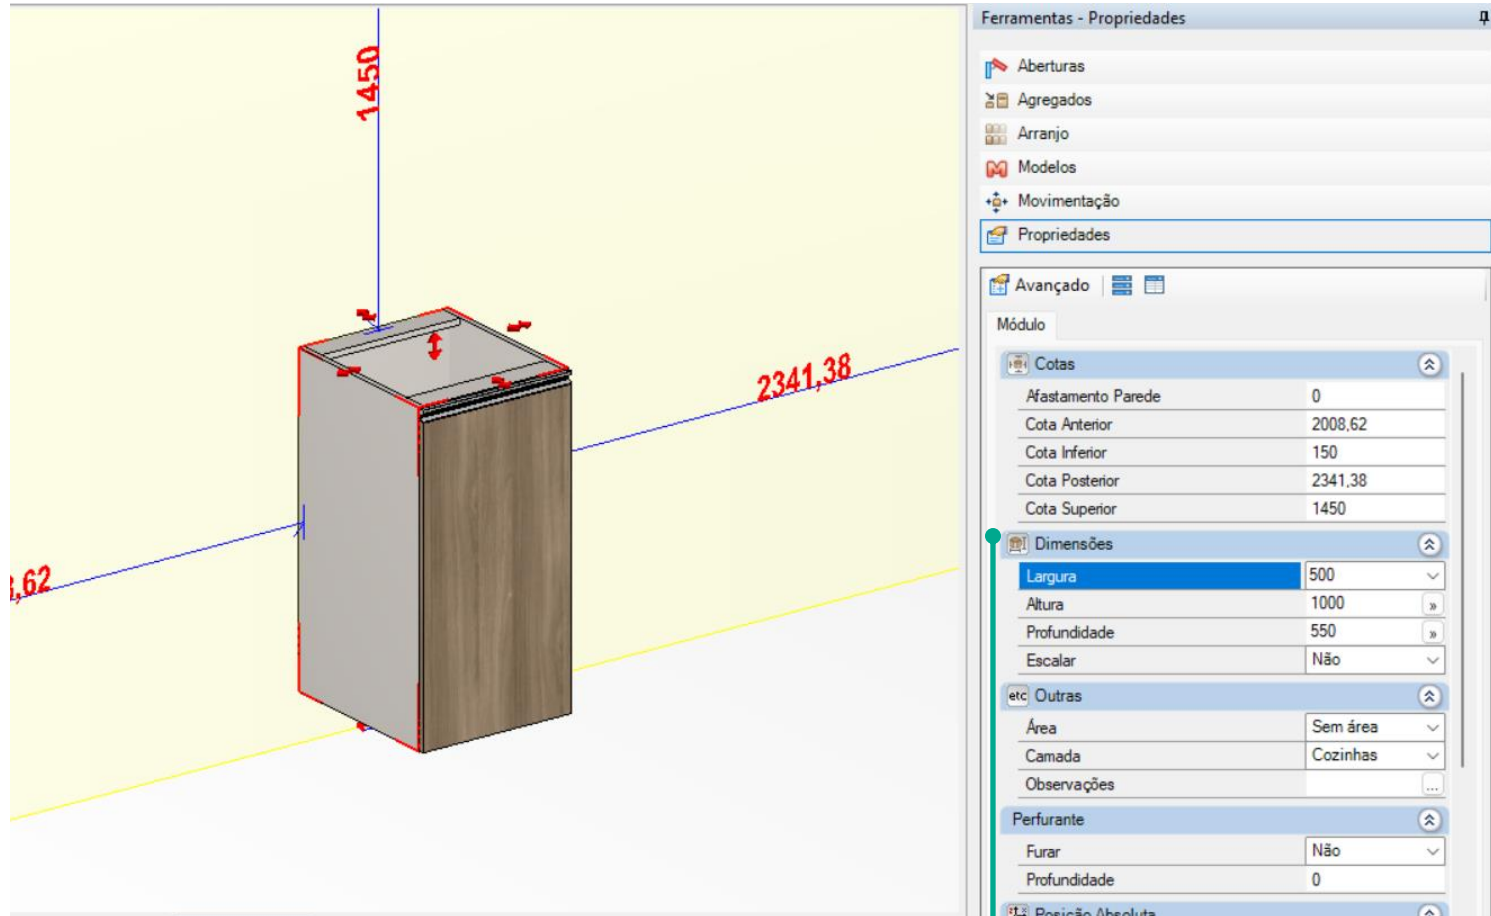 1450
2341,38
,62
Ferramentas - Propriedades
Aberturas
Agregados
Arranjo
Modelos
Movimentação
Propriedades
Avançado
Módulo
Cotas
Afastamento Parede 0
Cota Anterior 2008,62
Cota Inferior 150
Cota Posterior 2341,38
Cota Superior 1450
Dimensões
Largura 500
Altura 1000 »
Profundidade 550 »
Escalar Não
etc Outras
Área Sem área
Camada Cozinhas
Observações ...
Perfurante
Furar Não
Profundidade 0
Posição Absoluta